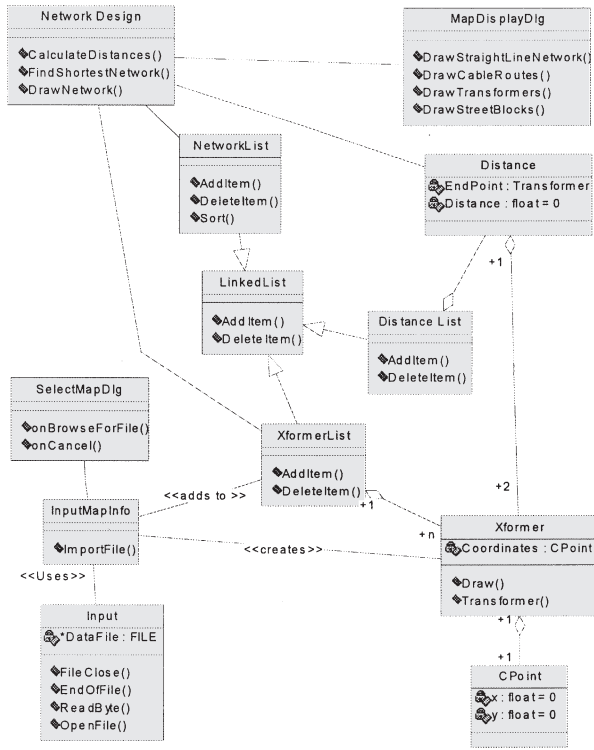 Network Design
CalculateDistances()
FindShortestNetwork()
DrawNetwork()
MapDisplayDlg
DrawStraightLineNetwork()
DrawCableRoutes()
DrawTransformers()
DrawStreetBlocks()
NetworkList
AddItem()
DeleteItem()
Sort()
Distance
EndPoint : Transformer
Distance : float = 0
+1
LinkedList
AddItem()
DeleteItem()
Distance List
AddItem()
DeleteItem()
SelectMapDlg
onBrowseForFile()
onCancel()
XformerList
AddItem()
DeleteItem()
+1
<<adds to >>
+2
InputMapInfo
ImportFile()
+n
Xformer
Coordinates : CPoint
Draw()
Transformer()
<<creates>>
<<Uses>>
Input
*DataFile : FILE
FileClose()
EndOfFile()
ReadByte()
OpenFile()
+1
+1
CPoint
x : float = 0
y : float = 0